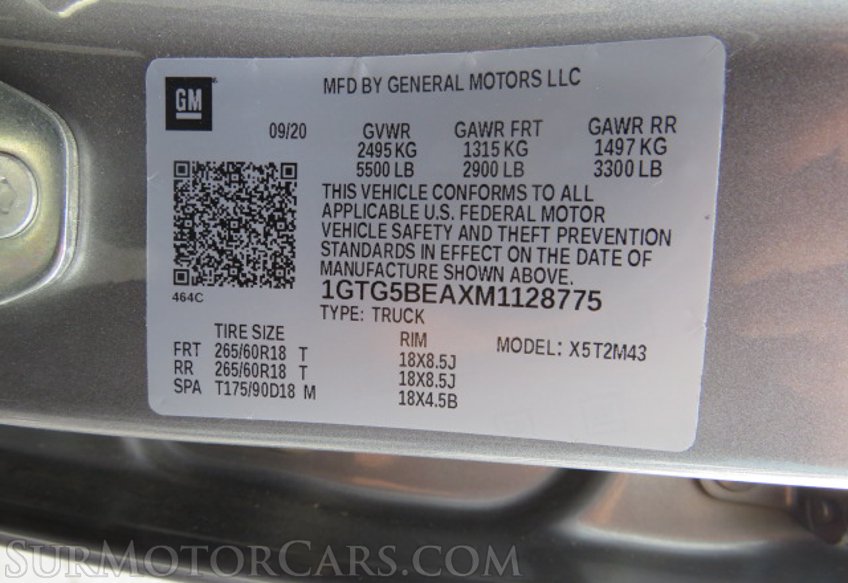 GM
MFD BY GENERAL MOTORS LLC
09/20 GVWR GAWR FRT GAWR RR
2495 KG 1315 KG 1497 KG
5500 LB 2900 LB 3300 LB
THIS VEHICLE CONFORMS TO ALL
APPLICABLE U.S. FEDERAL MOTOR
VEHICLE SAFETY AND THEFT PREVENTION
STANDARDS IN EFFECT ON THE DATE OF
MANUFACTURE SHOWN ABOVE.
464C
1GTG5BEAXM1128775
TYPE: TRUCK
TIRE SIZE RIM MODEL: X5T2M43
FRT 265/60R18 T 18X8.5J
RR 265/60R18 T 18X8.5J
SPA T175/90D18 M 18X4.5B
SURMOTORCARS.COM